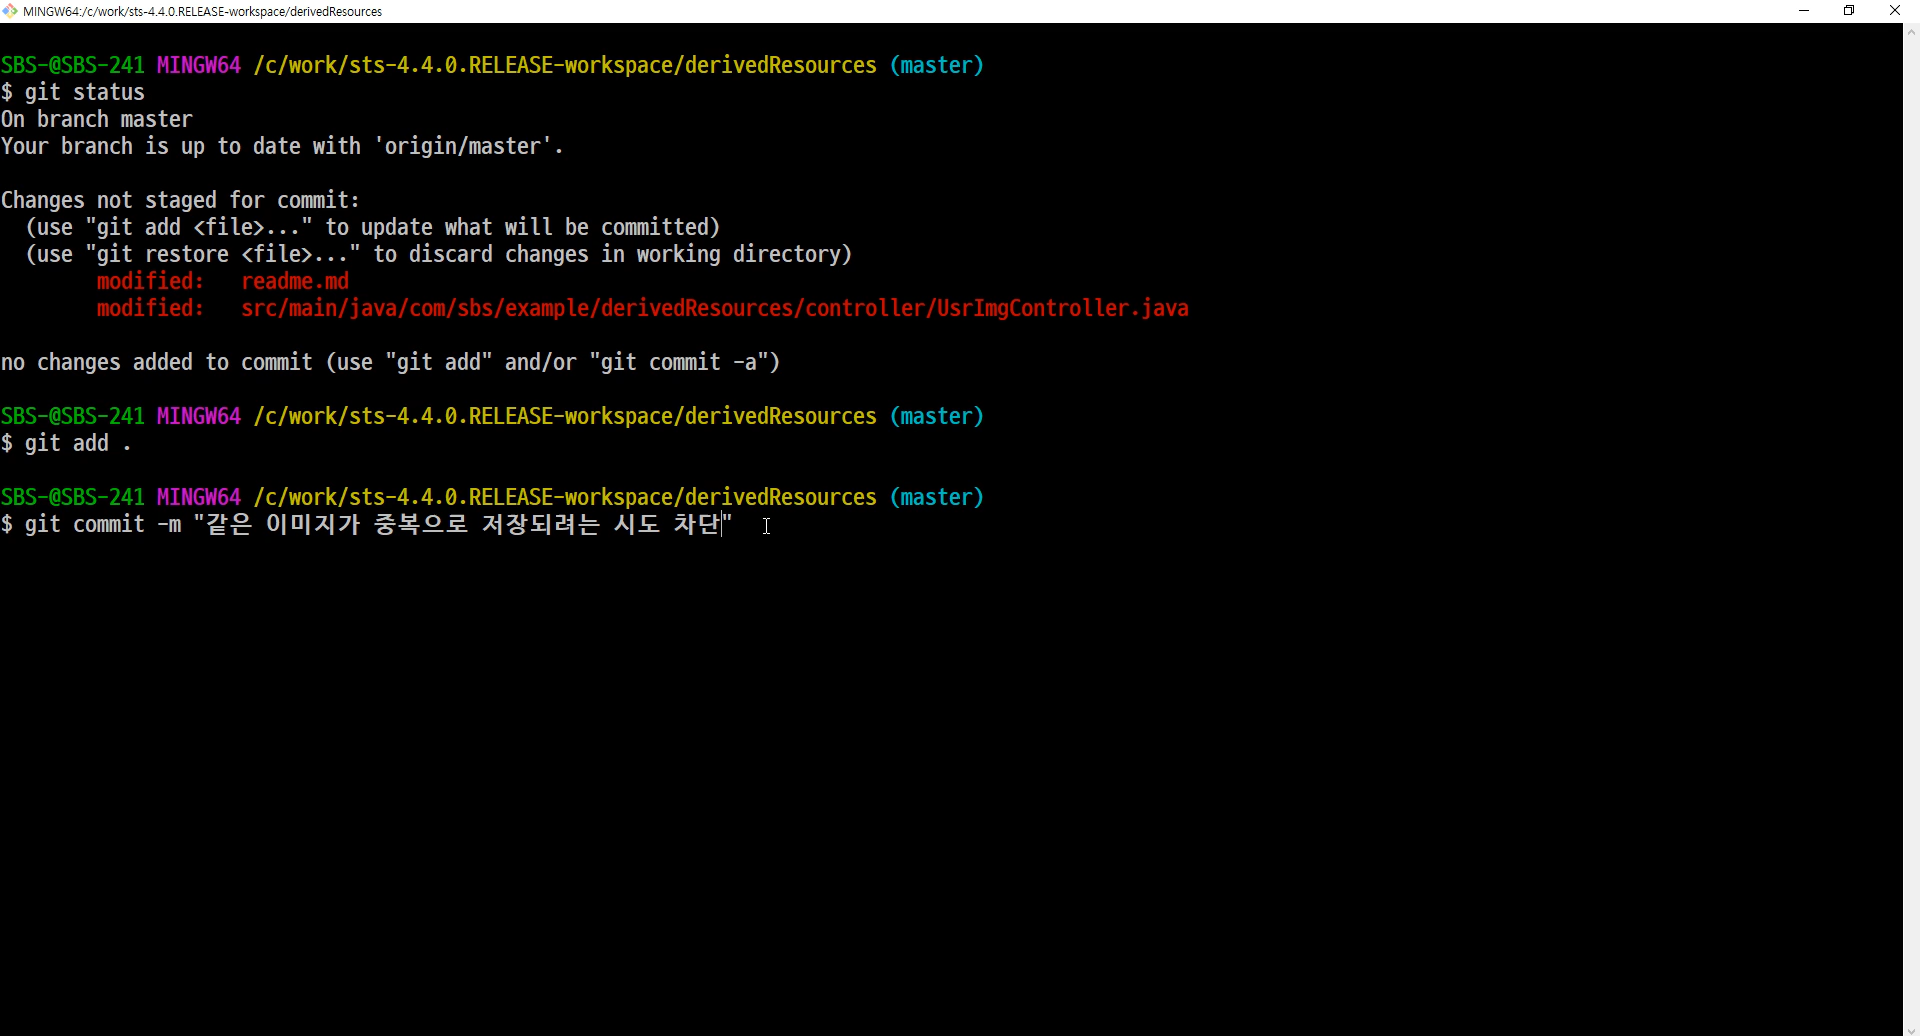 MINGW64:/c/work/sts-4.4.0.RELEASE-workspace/derivedResources
SBS-@SBS-241 MINGW64 /c/work/sts-4.4.0.RELEASE-workspace/derivedResources (master)
$ git status
On branch master
Your branch is up to date with 'origin/master'.
Changes not staged for commit:
(use "git add <file>..." to update what will be committed)
(use "git restore <file>..." to discard changes in working directory)
modified: readme.md
modified: src/main/java/com/sbs/example/derivedResources/controller/UsrImgController.java
no changes added to commit (use "git add" and/or "git commit -a")
SBS-@SBS-241 MINGW64 /c/work/sts-4.4.0.RELEASE-workspace/derivedResources (master)
$ git add .
SBS-@SBS-241 MINGW64 /c/work/sts-4.4.0.RELEASE-workspace/derivedResources (master)
$ git commit -m "같은 이미지가 중복으로 저장되려는 시도 차단"